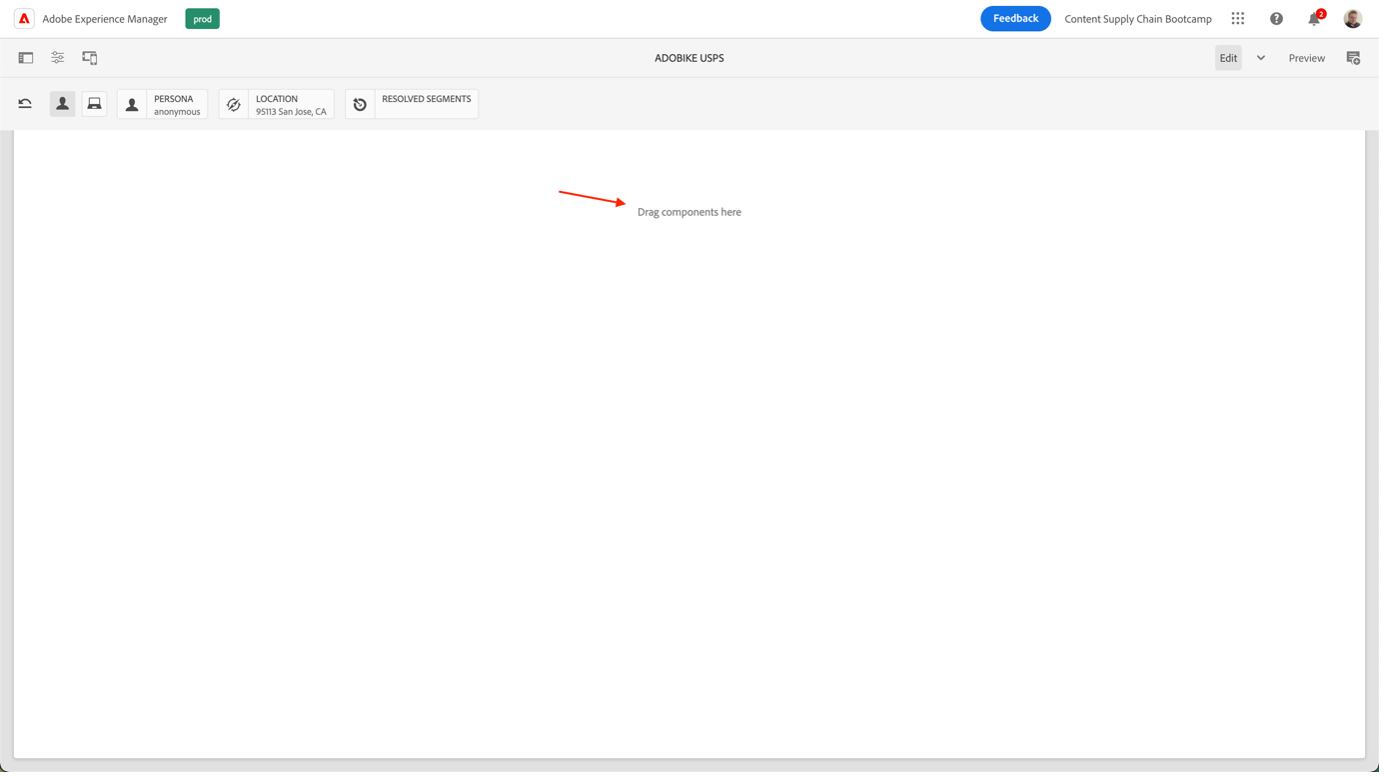 Adobe Experience Manager
prod
Feedback
Content Supply Chain Bootcamp
2
ADOBIKE USPS
Edit
Preview
PERSONA
anonymous
LOCATION
95113 San Jose, CA
RESOLVED SEGMENTS
Drag components here